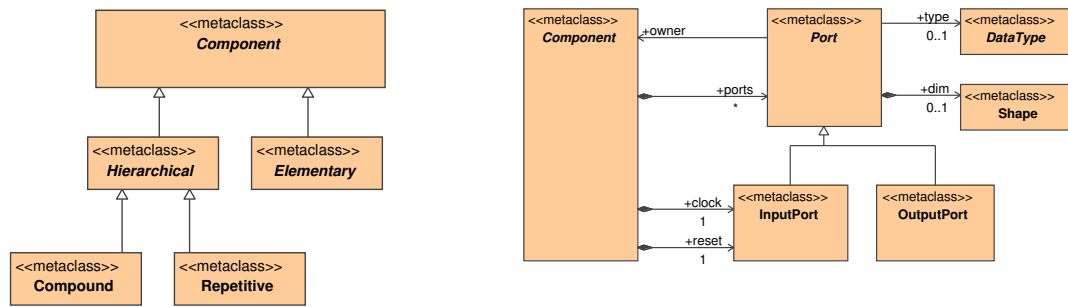 <<metaclass>>
Component
<<metaclass>>
Hierarchical
<<metaclass>>
Elementary
<<metaclass>>
Compound
<<metaclass>>
Repetitive
<<metaclass>>
Component
<<metaclass>>
Port
+type
0..1
<<metaclass>>
DataType
+owner
+ports
*
+dim
0..1
<<metaclass>>
Shape
+clock
1
<<metaclass>>
InputPort
<<metaclass>>
OutputPort
+reset
1